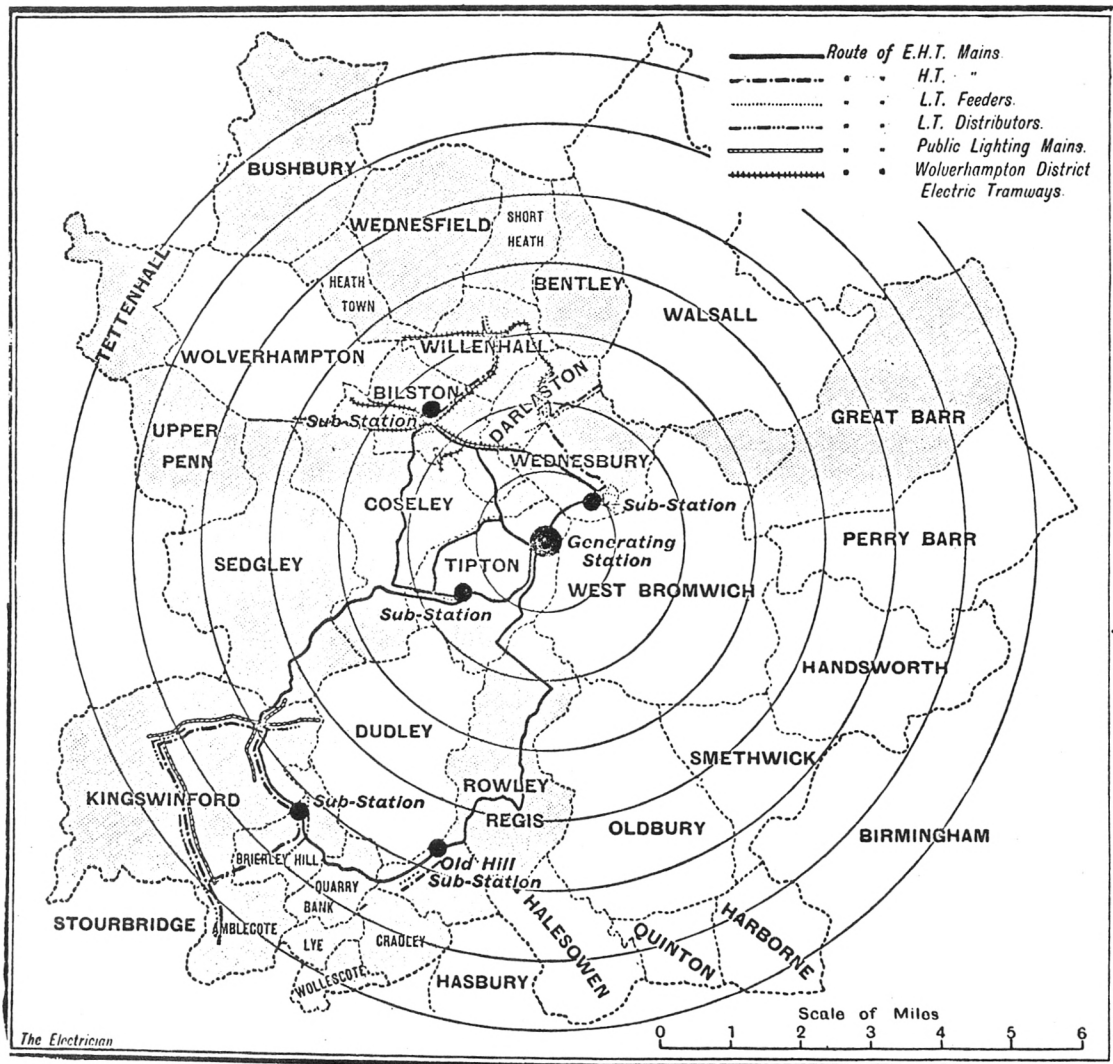 Route of E.H.T. Mains.
H.T. "
L.T. Feeders.
L.T. Distributors.
Public Lighting Mains.
Wolverhampton District
Electric Tramways.
BUSHBURY
WEDNESFIELD
SHORT
HEATH
TETTENHALL
HEATH
TOWN
BENTLEY
WALSALL
WOLVERHAMPTON
WILLENHALL
BILSTON
DARLASTON
Sub-Station
GREAT BARR
UPPER
PENN
WEDNESBURY
COSELEY
Sub-Station
Generating
Station
PERRY BARR
SEDGLEY
TIPTON
WEST BROMWICH
Sub-Station
HANDSWORTH
DUDLEY
SMETHWICK
KINGSWINFORD
Sub-Station
ROWLEY
REGIS
OLDBURY
BIRMINGHAM
BRIERLEY HILL
Old Hill
Sub-Station
QUARRY
BANK
STOURBRIDGE
AMBLECOTE
LYE
CRADLEY
WOLLESCOTE
HASBURY
HALESOWEN
QUINTON
HARBORNE
Scale of Miles
0 1 2 3 4 5 6
The Electrician